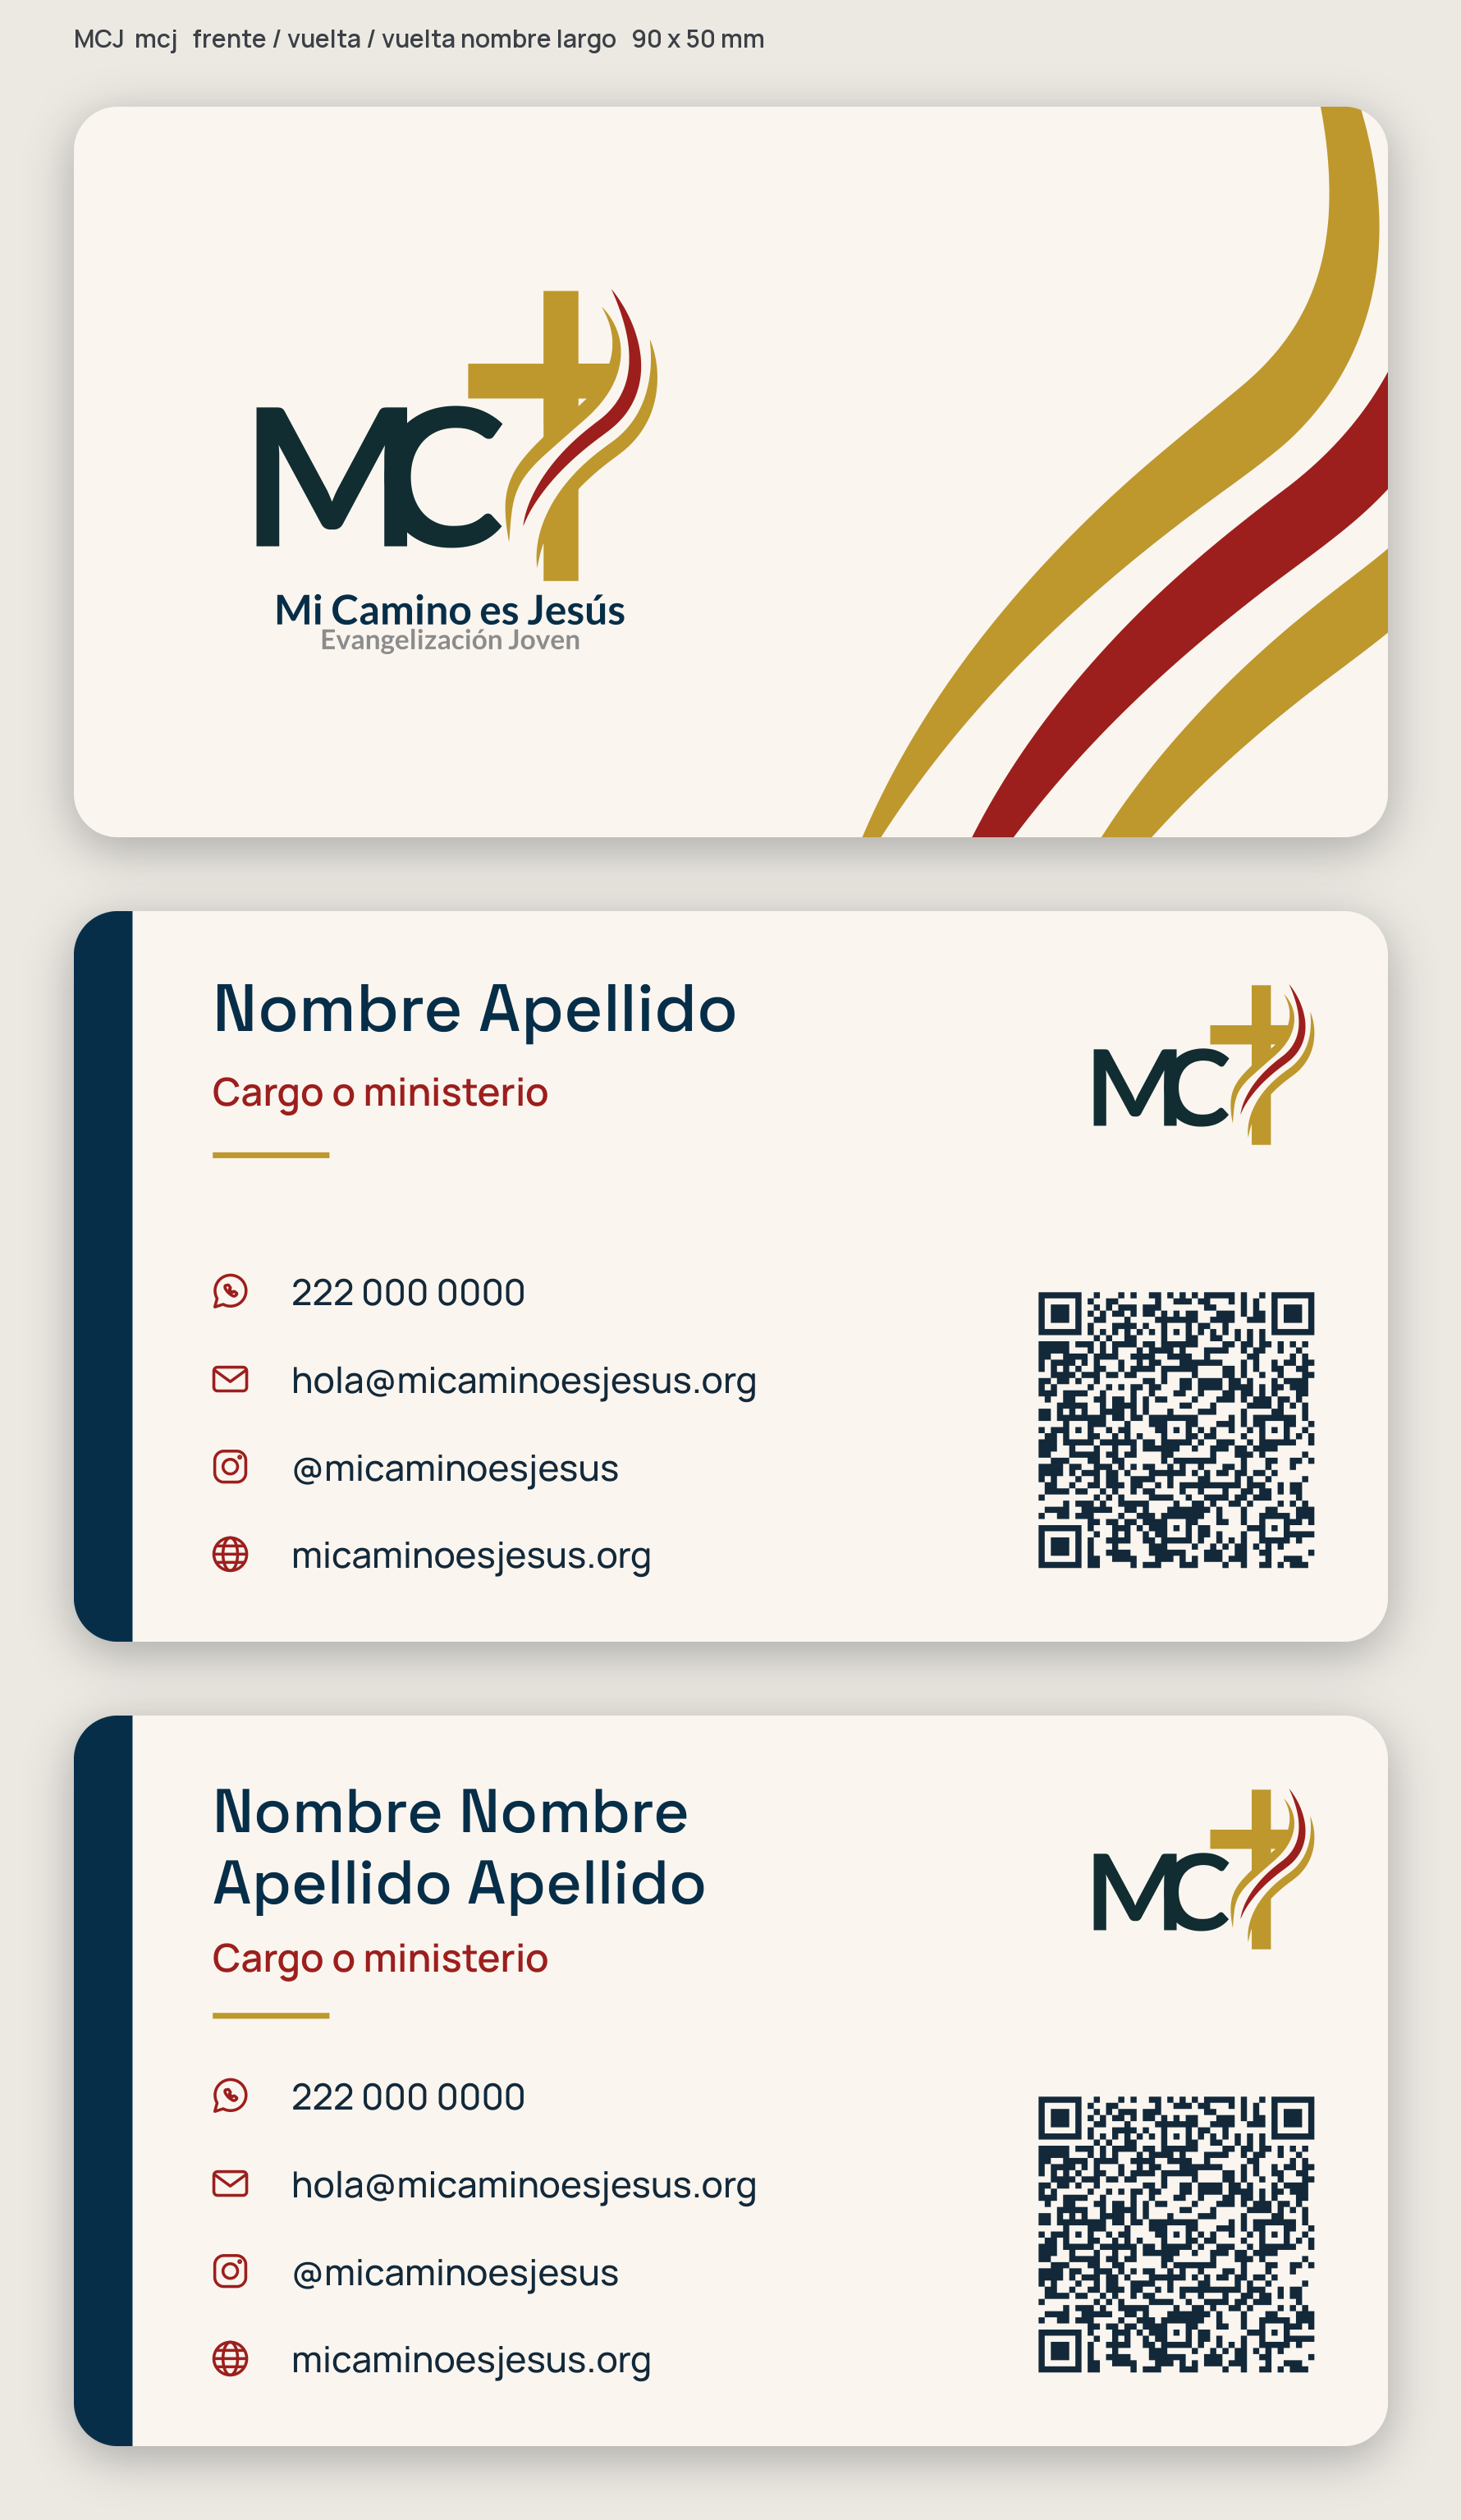 MCJ mcj frente / vuelta / vuelta nombre largo 90 x 50 mm
MC
Mi Camino es Jesús
Evangelización Joven
Nombre Apellido
Cargo o ministerio
MC
222 000 0000
hola@micaminoesjesus.org
@micaminoesjesus
micaminoesjesus.org
Nombre Nombre
Apellido Apellido
Cargo o ministerio
MC
222 000 0000
hola@micaminoesjesus.org
@micaminoesjesus
micaminoesjesus.org